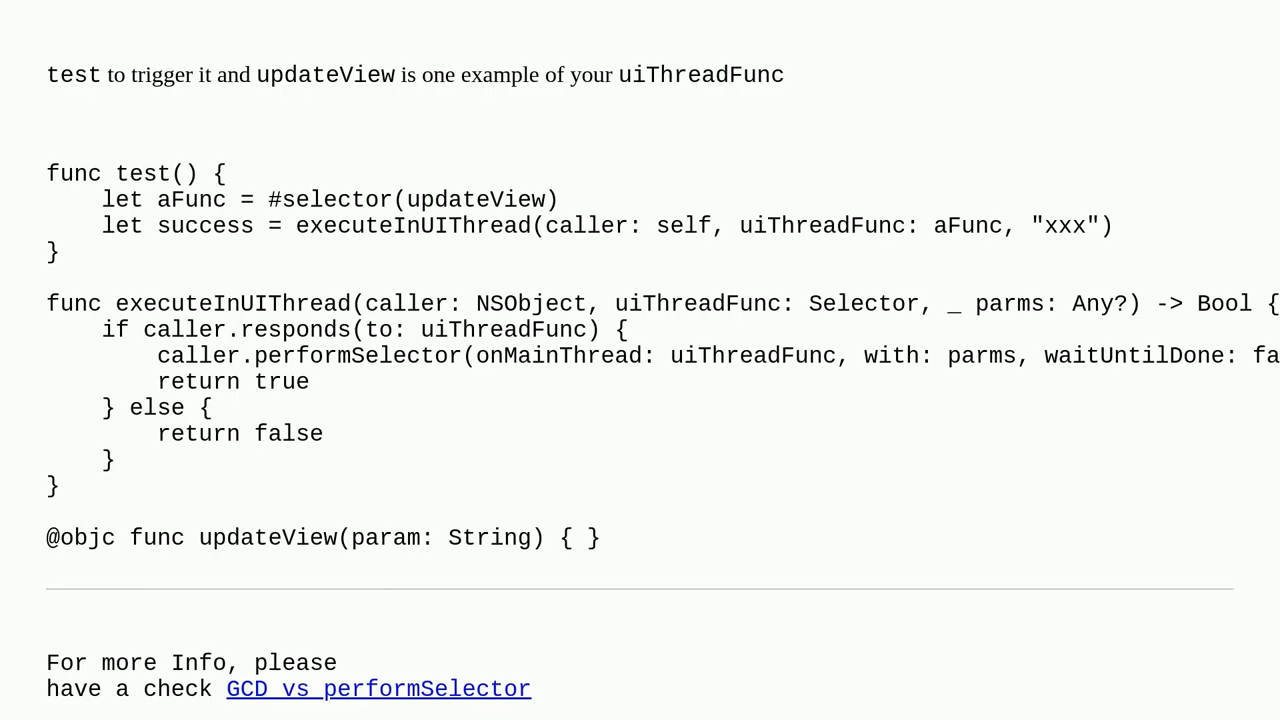 test to trigger it and updateView is one example of your uiThreadFunc
func test() {
    let aFunc = #selector(updateView)
    let success = executeInUIThread(caller: self, uiThreadFunc: aFunc, "xxx")
}
func executeInUIThread(caller: NSObject, uiThreadFunc: Selector, _ parms: Any?) -> Bool {
    if caller.responds(to: uiThreadFunc) {
        caller.performSelector(onMainThread: uiThreadFunc, with: parms, waitUntilDone: fa
        return true
    } else {
        return false
    }
}
@objc func updateView(param: String) { }
For more Info, please
have a check GCD vs performSelector